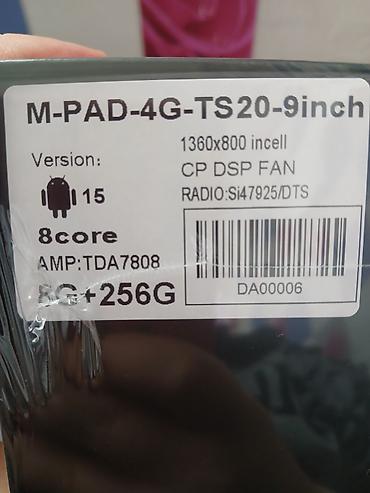 M-PAD-4G-TS20-9inch
1360x800 incell
Version:
CP DSP FAN
15
RADIO:Si47925/DTS
8core
AMP:TDA7808
DA00006
G+256G